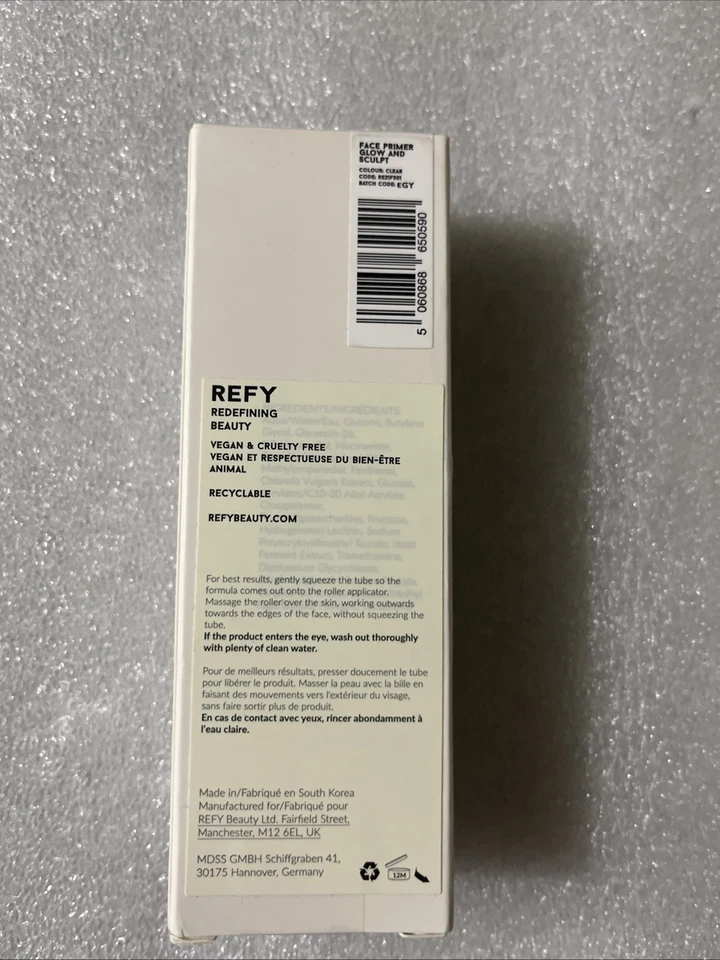 FACE PRIMER
GLOW AND
SCULPT
COLOUR: CLEAR
BATCH CODE: EGY
5 060868 650590
REFY
REDEFINING
BEAUTY
VEGAN & CRUELTY FREE
VEGAN ET RESPECTUEUSE DU BIEN-ÊTRE
ANIMAL
RECYCLABLE
REFYBEAUTY.COM
For best results, gently squeeze the tube so the
formula comes out onto the roller applicator.
Massage the roller over the skin, working outwards
towards the edges of the face, without squeezing the
tube.
If the product enters the eye, wash out thoroughly
with plenty of clean water.
Pour de meilleurs résultats, presser doucement le tube
pour libérer le produit. Masser la peau avec la bille en
faisant des mouvements vers l'extérieur du visage,
sans faire sortir plus de produit.
En cas de contact avec yeux, rincer abondamment à
l'eau claire.
Made in/Fabriqué en South Korea
Manufactured for/Fabriqué pour
REFY Beauty Ltd. Fairfield Street,
Manchester, M12 6EL, UK
MDSS GMBH Schiffgraben 41,
30175 Hannover, Germany
12M